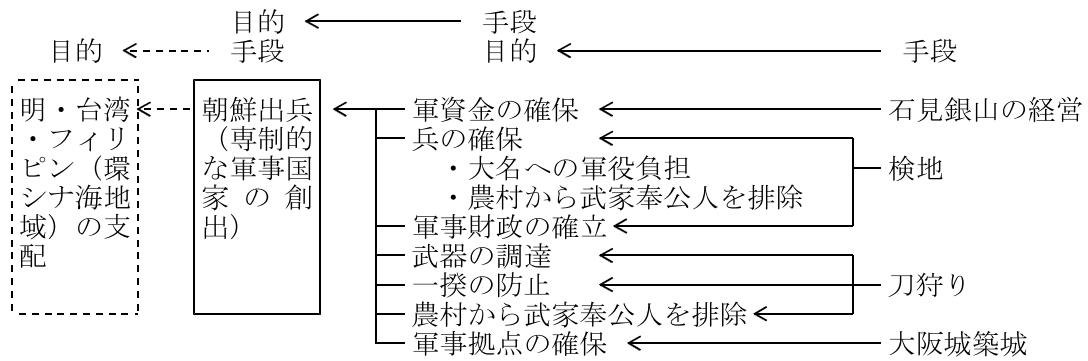 目的 手段
目的 手段 目的 手段
明・台湾
・フィリ
ピン（環
シナ海地
域）の支
配
朝鮮出兵
（専制的
な軍事国
家の創
出）
軍資金の確保 石見銀山の経営
兵の確保
・大名への軍役負担 検地
・農村から武家奉公人を排除
軍事財政の確立
武器の調達
一揆の防止 刀狩り
農村から武家奉公人を排除
軍事拠点の確保 大阪城築城